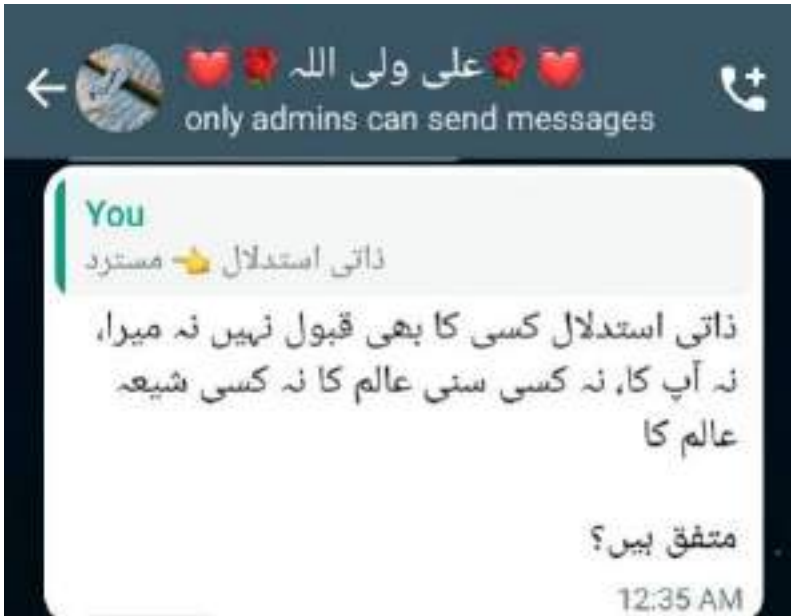 ❤️🌹علی ولی اللہ🌹❤️
only admins can send messages
You
ذاتی استدلال 👈 مسترد
ذاتی استدلال کسی کا بھی قبول نہیں نہ میرا،
نہ آپ کا، نہ کسی سنی عالم کا نہ کسی شیعہ
عالم کا
متفق ہیں؟
12:35 AM